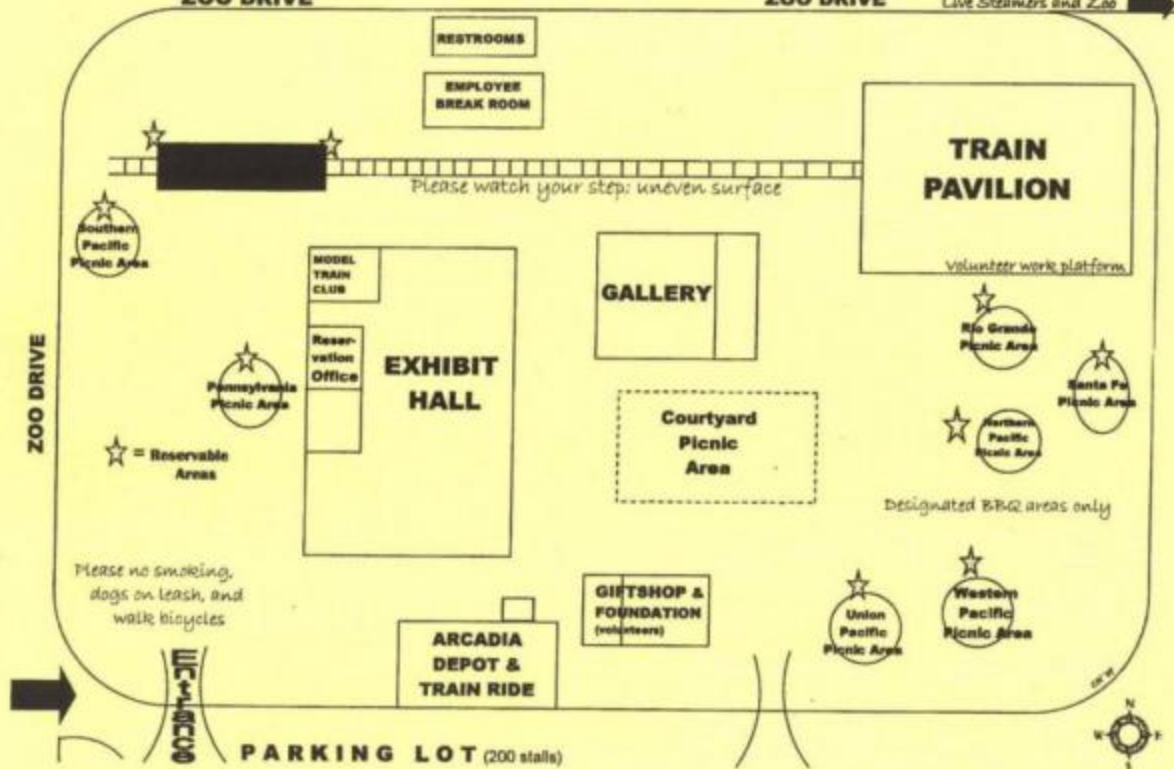 ZOO DRIVE
ZOO DRIVE
Live Steamers and Zoo
RESTROOMS
EMPLOYEE
BREAK ROOM
TRAIN
PAVILION
Please watch your step: uneven surface
Volunteer work platform
Southern
Pacific
Picnic Area
MODEL
TRAIN
CLUB
Reser-
vation
Office
EXHIBIT
HALL
GALLERY
Rio Grande
Picnic Area
Santa Fe
Picnic Area
Pennsylvania
Picnic Area
Courtyard
Picnic
Area
Northern
Pacific
Picnic Area
ZOO DRIVE
= Reservable
Areas
Designated BBQ areas only
Please no smoking,
dogs on leash, and
walk bicycles
GIFTSHOP &
FOUNDATION
(volunteers)
Union
Pacific
Picnic Area
Western
Pacific
Picnic Area
ARCADIA
DEPOT &
TRAIN RIDE
Entrance
PARKING LOT (200 stalls)
N
W
E
S